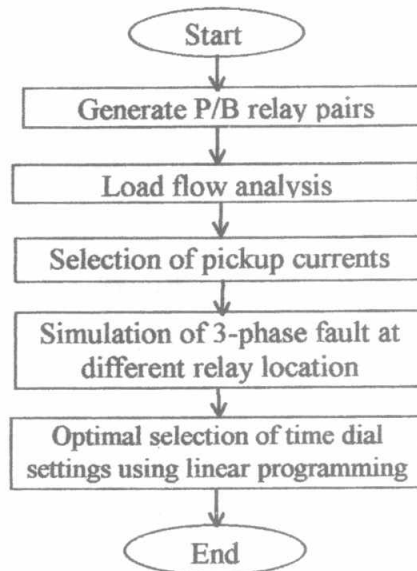 Start
Generate P/B relay pairs
Load flow analysis
Selection of pickup currents
Simulation of 3-phase fault at
different relay location
Optimal selection of time dial
settings using linear programming
End